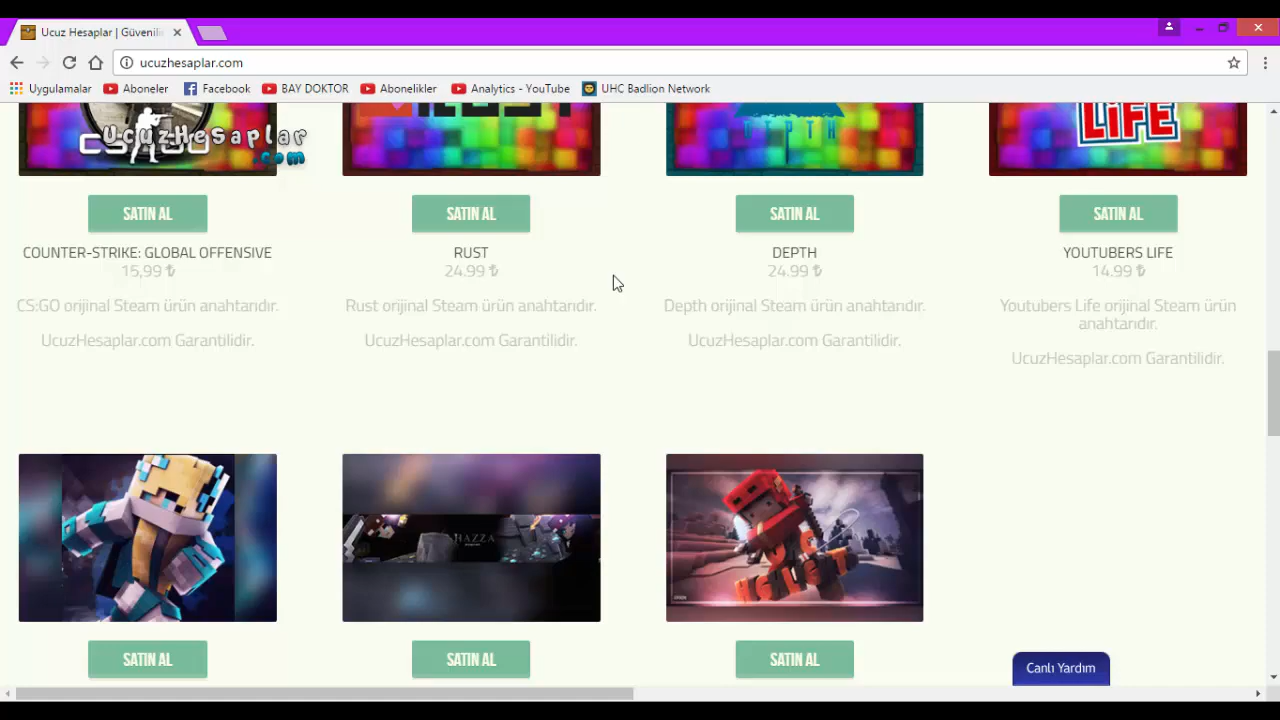 Ucuz Hesaplar | Güvenili
ucuzhesaplar.com
Uygulamalar
Aboneler
Facebook
BAY DOKTOR
Abonelikler
Analytics - YouTube
UHC Badlion Network
UcuzHesaplar
.com
DEPTH
LiFE
SATIN AL
SATIN AL
SATIN AL
SATIN AL
COUNTER-STRIKE: GLOBAL OFFENSIVE
RUST
DEPTH
YOUTUBERS LIFE
15,99 ₺
24.99 ₺
24.99 ₺
14.99 ₺
CS:GO orijinal Steam ürün anahtarıdır.
Rust orijinal Steam ürün anahtarıdır.
Depth orijinal Steam ürün anahtarıdır.
Youtubers Life orijinal Steam ürün
anahtarıdır.
UcuzHesaplar.com Garantilidir.
UcuzHesaplar.com Garantilidir.
UcuzHesaplar.com Garantilidir.
UcuzHesaplar.com Garantilidir.
HAZZA
SATIN AL
SATIN AL
SATIN AL
Canlı Yardım